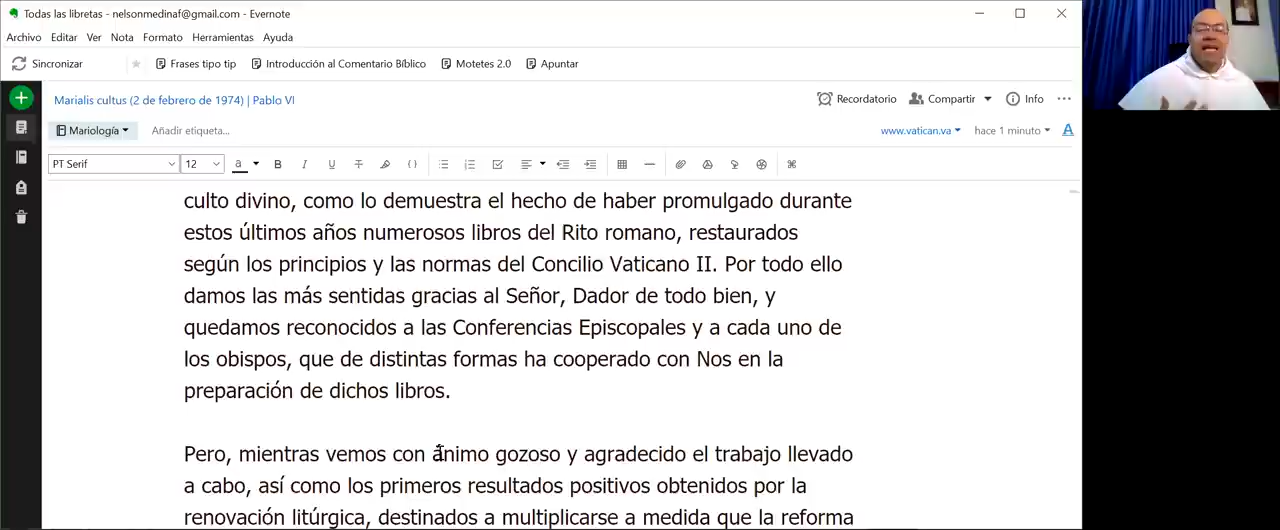 Todas las libretas - nelsonmedinaf@gmail.com - Evernote
Archivo Editar Ver Nota Formato Herramientas Ayuda
Sincronizar Frases tipo tip Introducción al Comentario Bíblico Motetes 2.0 Apuntar
Marialis cultus (2 de febrero de 1974) | Pablo VI Recordatorio Compartir Info
Mariología Añadir etiqueta... www.vatican.va hace 1 minuto A
PT Serif 12 a B I U T
culto divino, como lo demuestra el hecho de haber promulgado durante
estos últimos años numerosos libros del Rito romano, restaurados
según los principios y las normas del Concilio Vaticano II. Por todo ello
damos las más sentidas gracias al Señor, Dador de todo bien, y
quedamos reconocidos a las Conferencias Episcopales y a cada uno de
los obispos, que de distintas formas ha cooperado con Nos en la
preparación de dichos libros.
Pero, mientras vemos con ánimo gozoso y agradecido el trabajo llevado
a cabo, así como los primeros resultados positivos obtenidos por la
renovación litúrgica, destinados a multiplicarse a medida que la reforma